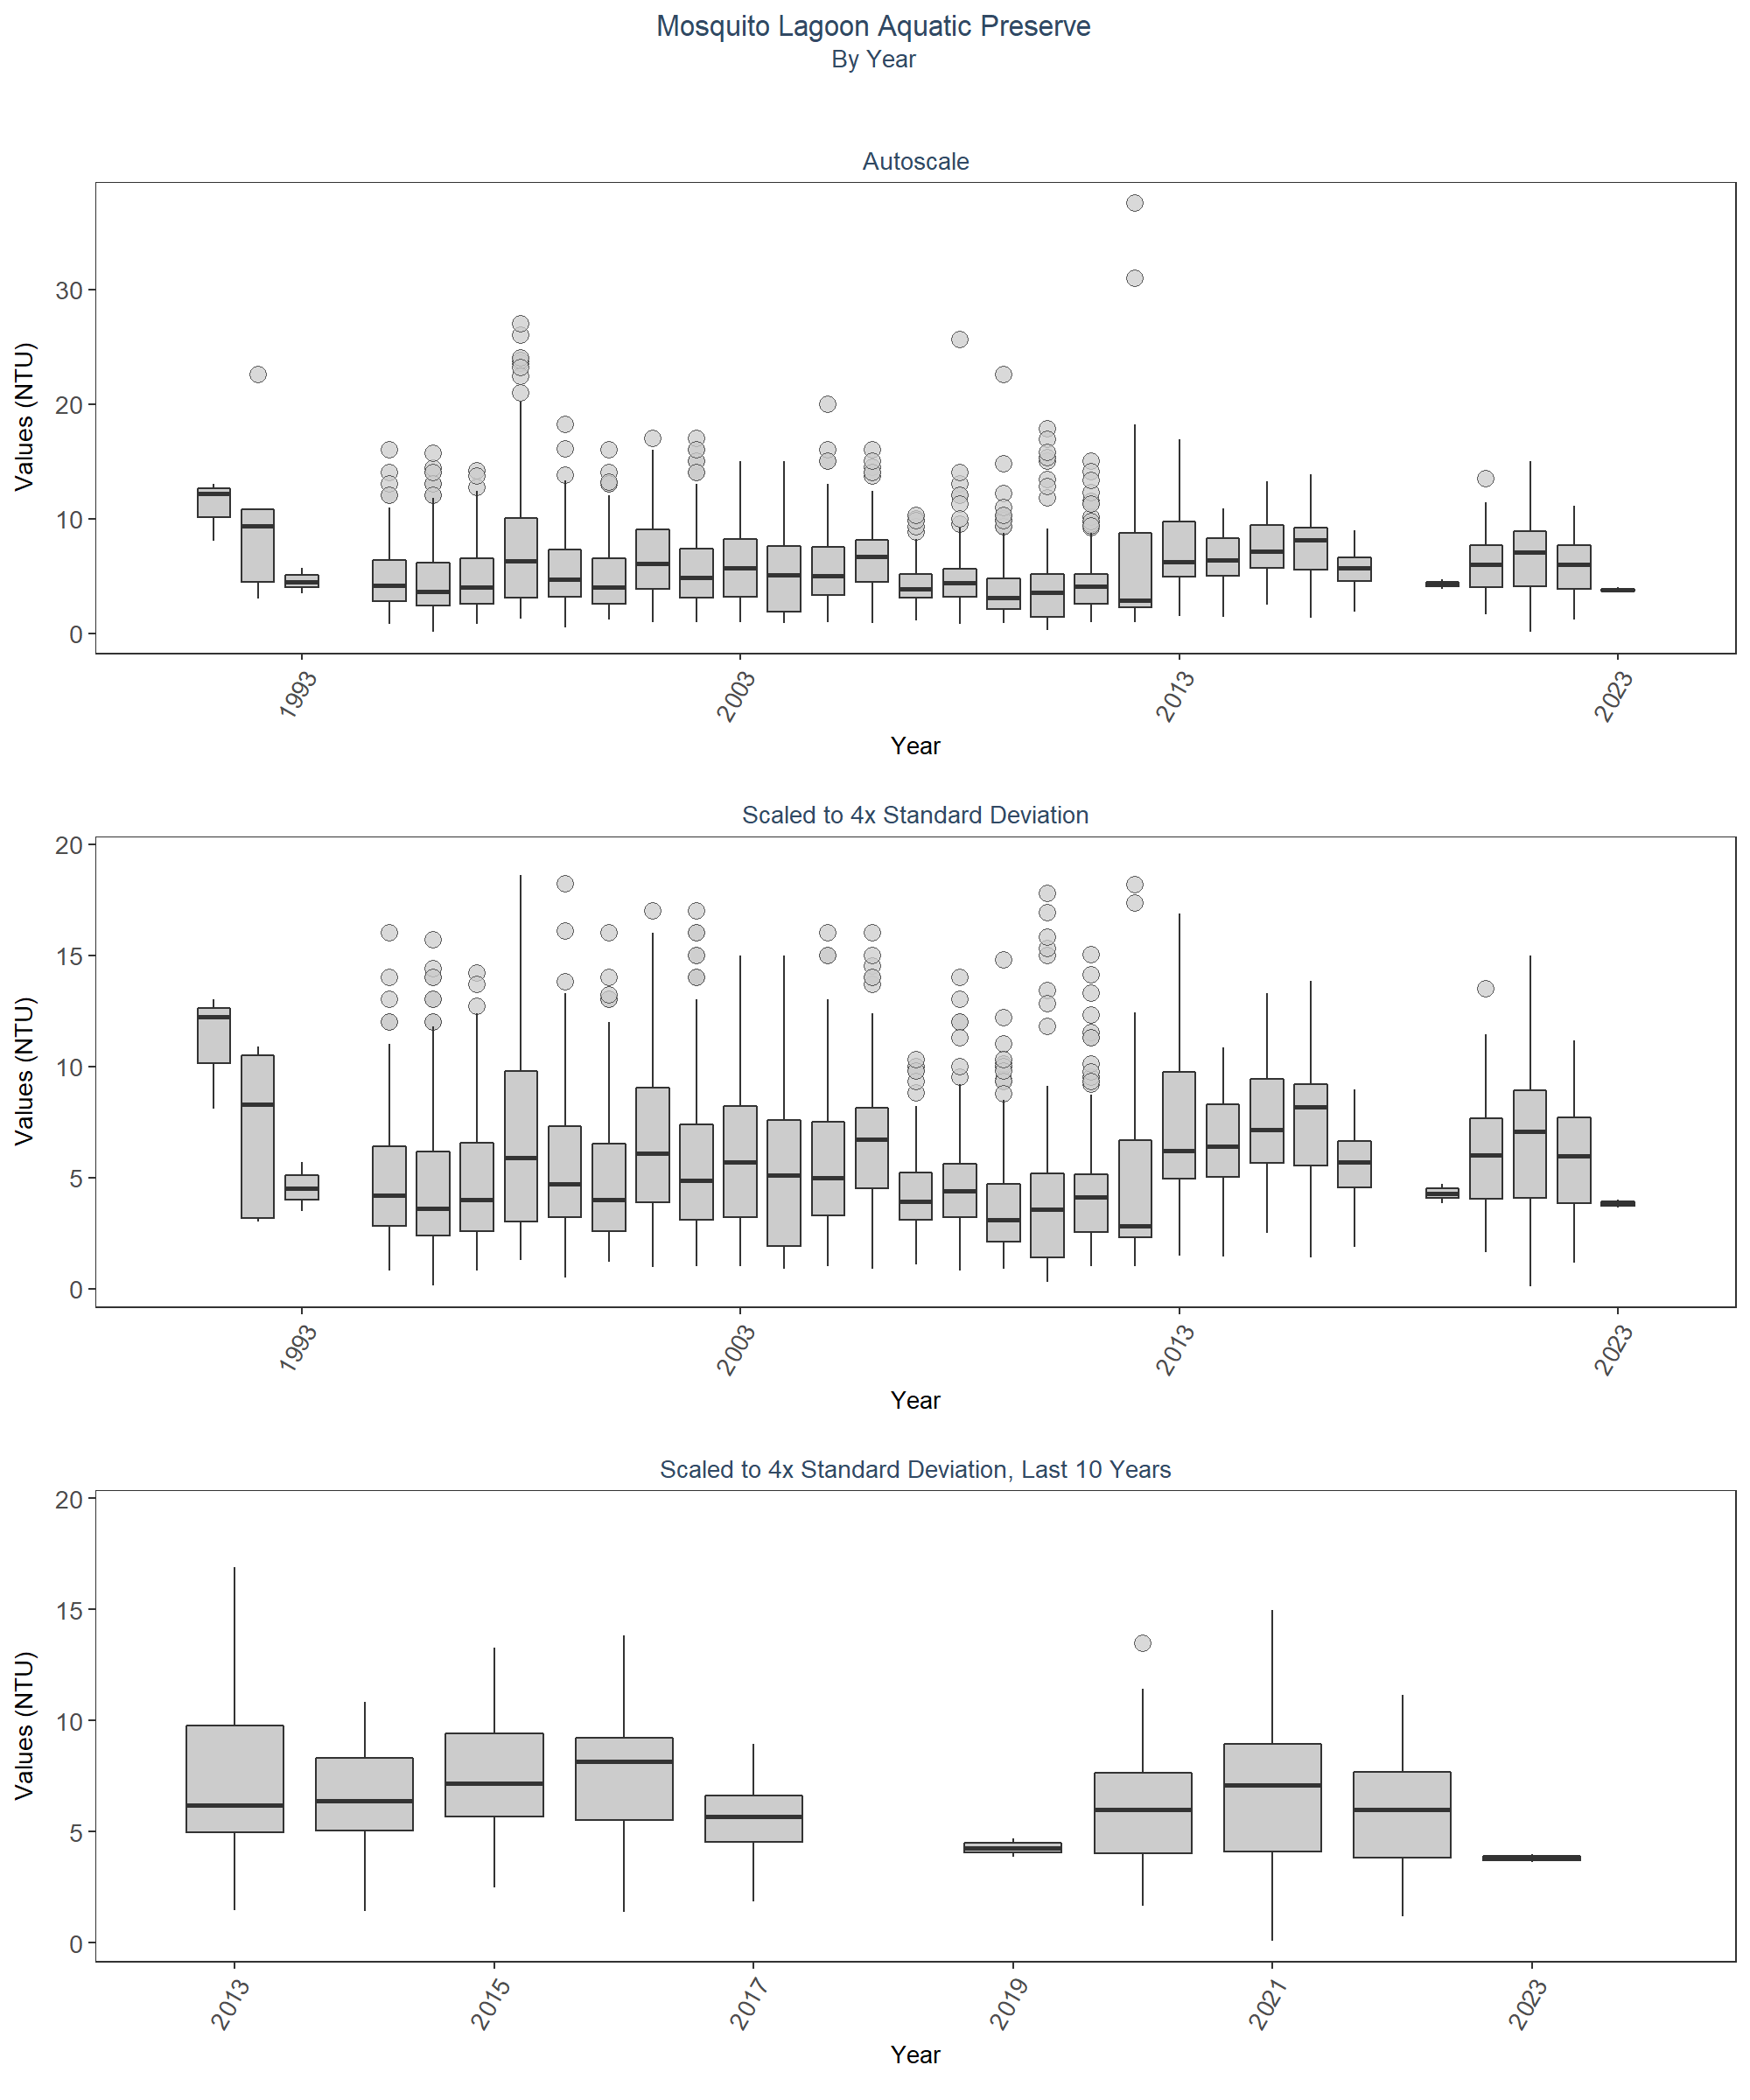 Mosquito Lagoon Aquatic Preserve
By Year
Autoscale
Values (NTU)
30
20
10
0
1993
2003
2013
2023
Year
Scaled to 4x Standard Deviation
Values (NTU)
20
15
10
5
0
1993
2003
2013
2023
Year
Scaled to 4x Standard Deviation, Last 10 Years
Values (NTU)
20
15
10
5
0
2013
2015
2017
2019
2021
2023
Year